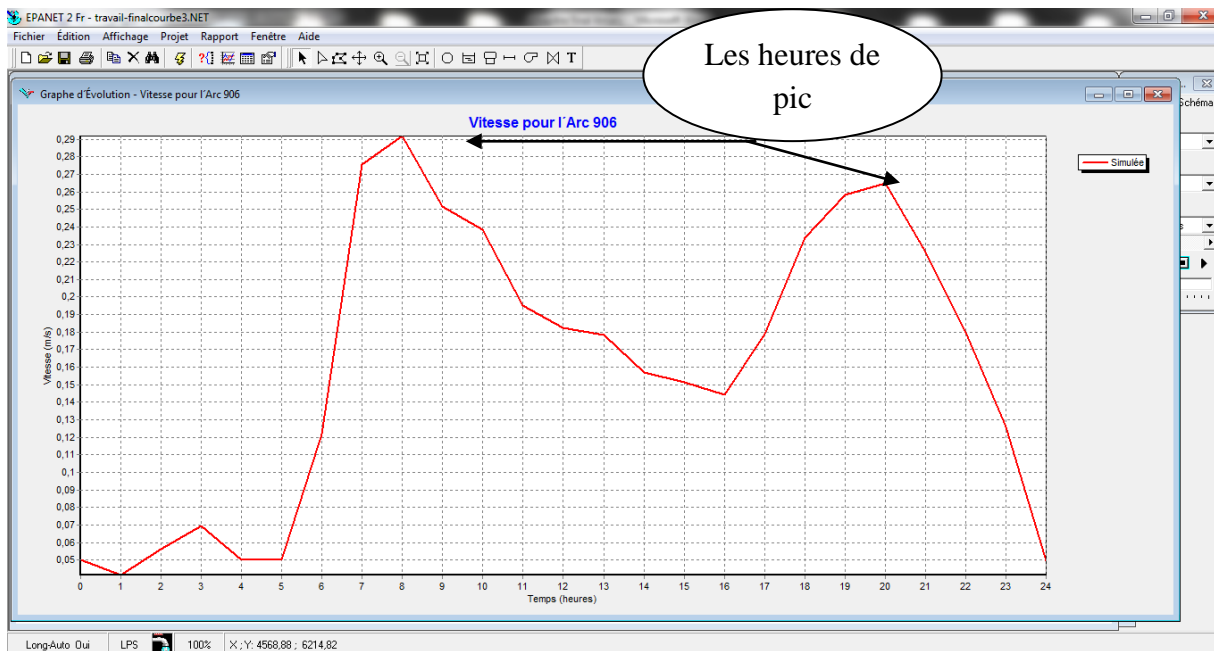 EPANET 2 Fr - travail-finalcourbe3.NET
Fichier Édition Affichage Projet Rapport Fenêtre Aide
T
Les heures de
pic
Graphe d'Évolution - Vitesse pour l'Arc 906
Schéma
Vitesse pour l'Arc 906
Simulée
0,29
0,28
0,27
0,26
0,25
0,24
0,23
0,22
0,21
0,2
0,19
0,18
0,17
0,16
0,15
0,14
0,13
0,12
0,11
0,1
0,09
0,08
0,07
0,06
0,05
Vitesse (m/s)
0 1 2 3 4 5 6 7 8 9 10 11 12 13 14 15 16 17 18 19 20 21 22 23 24
Temps (heures)
Long-Auto Oui LPS 100% X ; Y: 4568,88 ; 6214,82